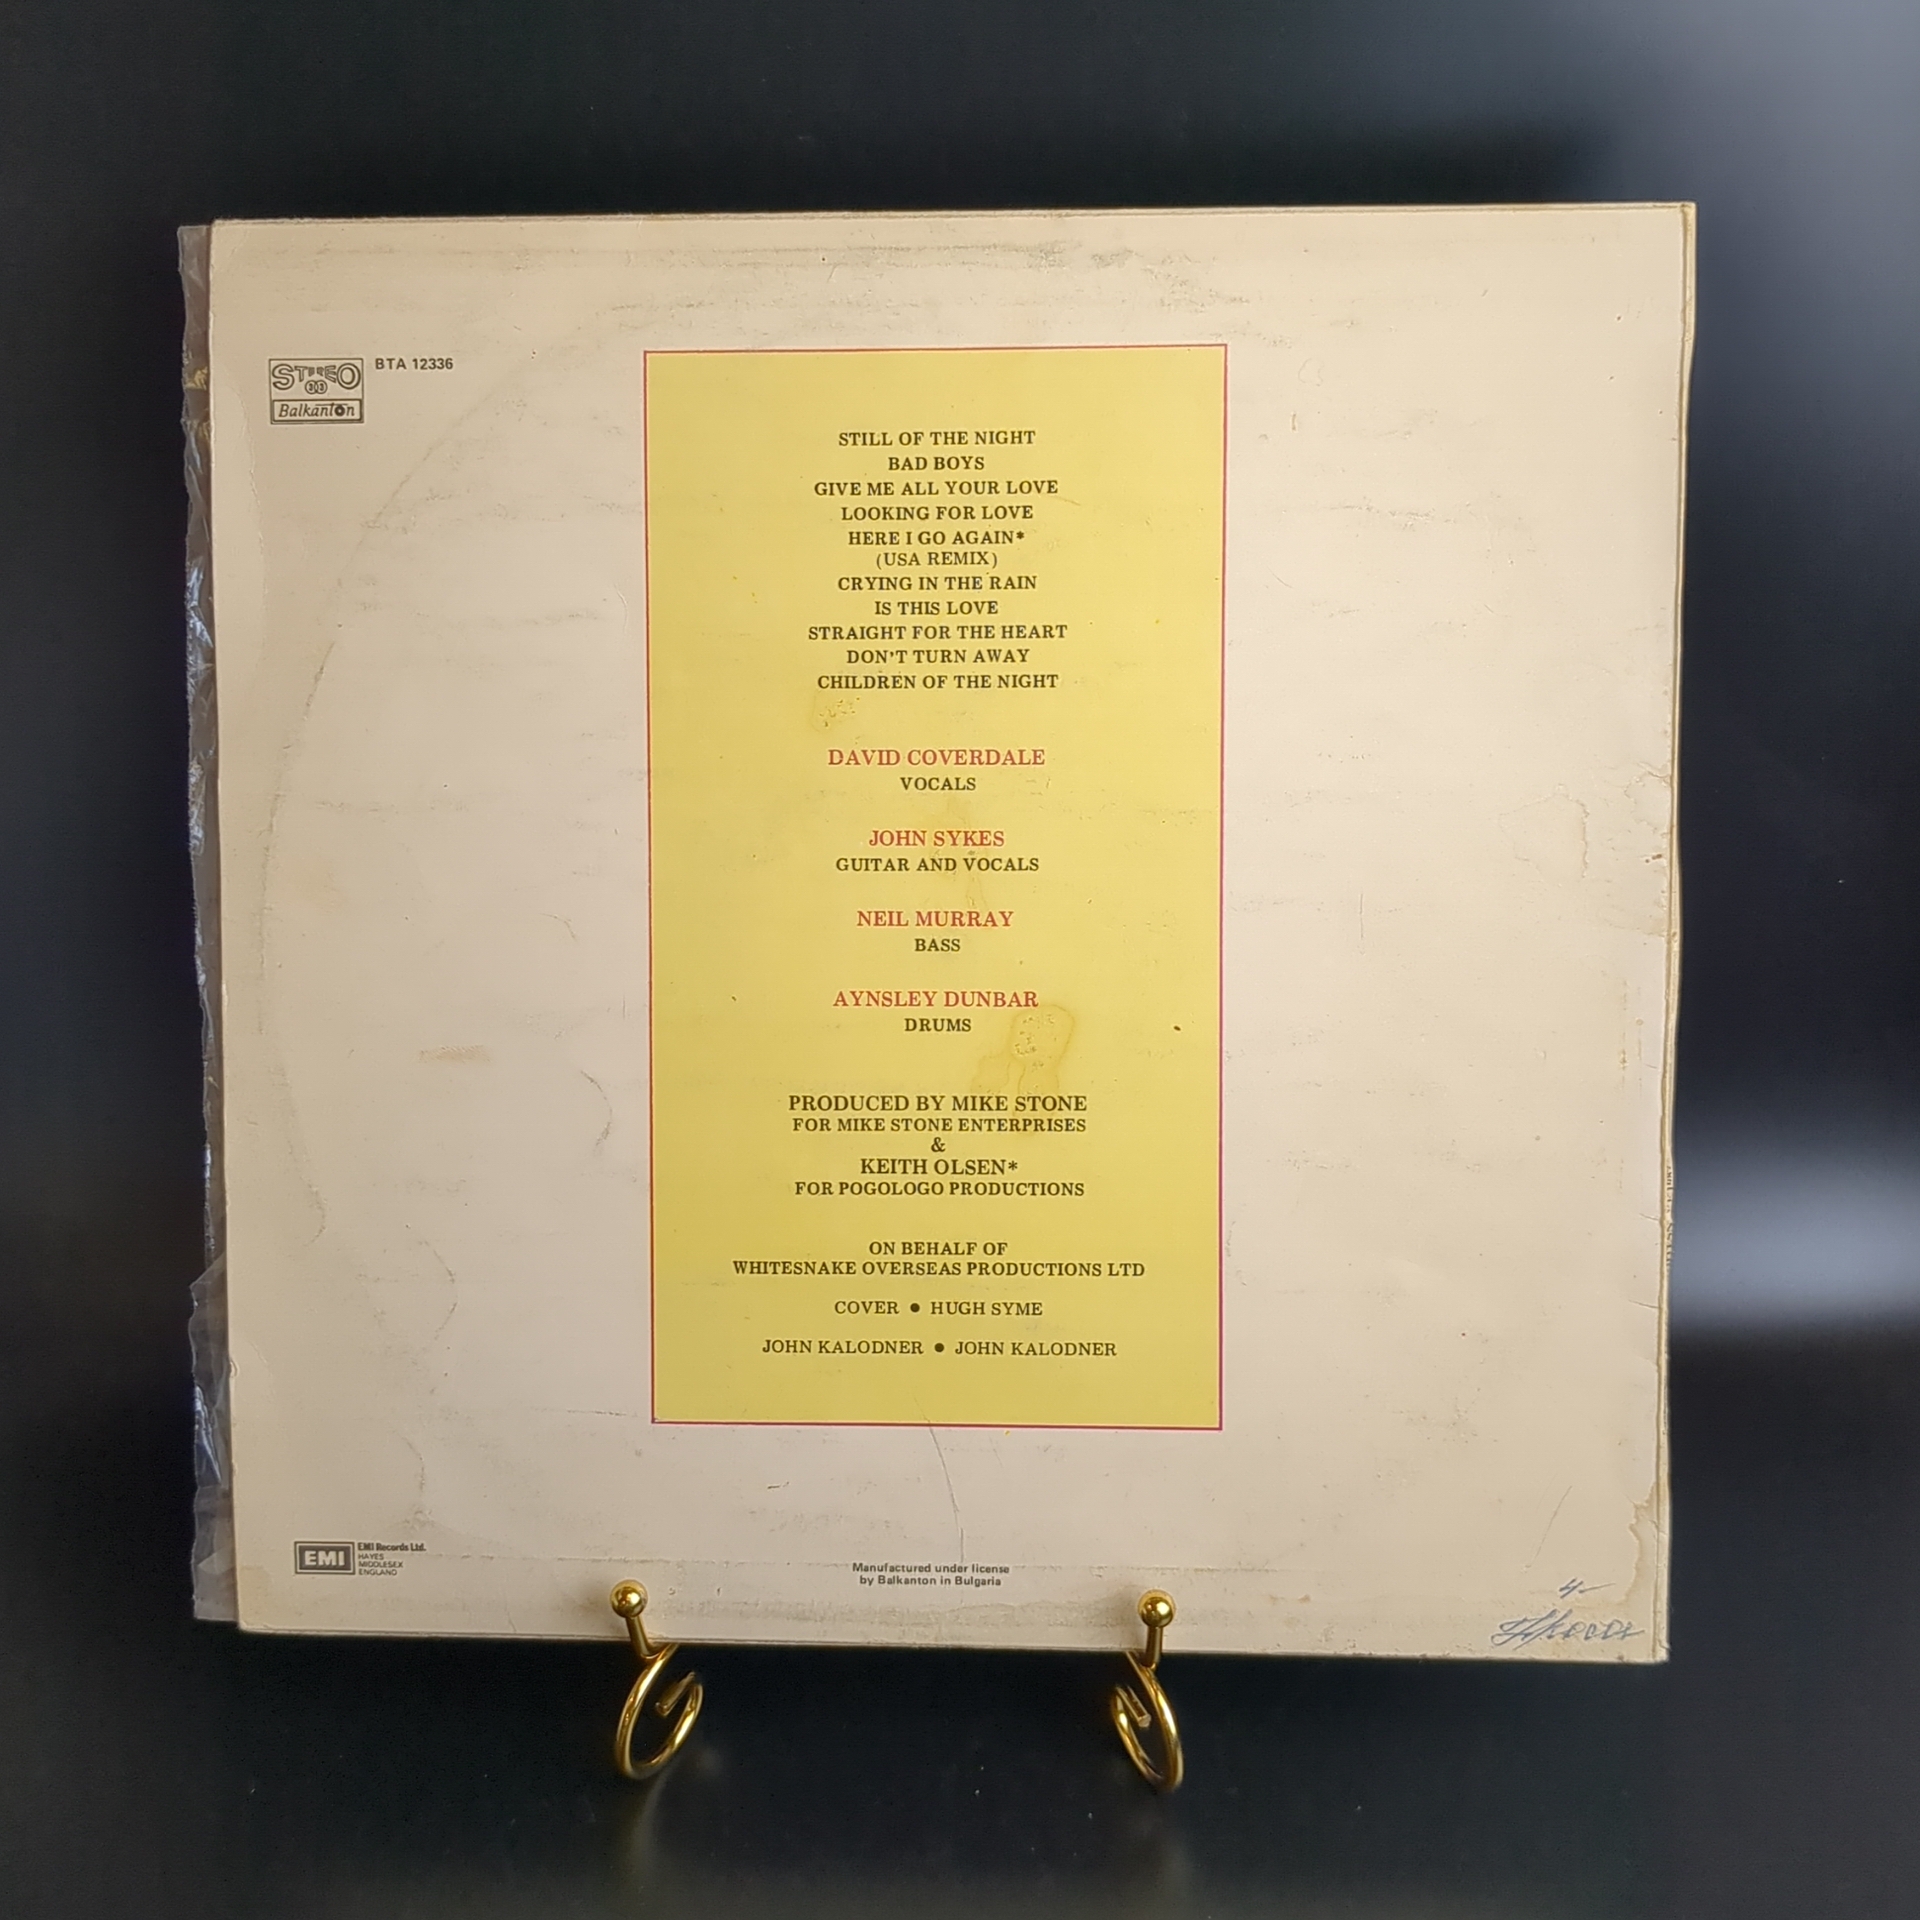 STEREO
33
Balkanton
BTA 12336
STILL OF THE NIGHT
BAD BOYS
GIVE ME ALL YOUR LOVE
LOOKING FOR LOVE
HERE I GO AGAIN*
(USA REMIX)
CRYING IN THE RAIN
IS THIS LOVE
STRAIGHT FOR THE HEART
DON'T TURN AWAY
CHILDREN OF THE NIGHT
DAVID COVERDALE
VOCALS
JOHN SYKES
GUITAR AND VOCALS
NEIL MURRAY
BASS
AYNSLEY DUNBAR
DRUMS
PRODUCED BY MIKE STONE
FOR MIKE STONE ENTERPRISES
&
KEITH OLSEN*
FOR POGOLOGO PRODUCTIONS
ON BEHALF OF
WHITESNAKE OVERSEAS PRODUCTIONS LTD
COVER ● HUGH SYME
JOHN KALODNER ● JOHN KALODNER
EMI
EMI Records Ltd.
HAYES
MIDDLESEX
ENGLAND
Manufactured under license
by Balkanton in Bulgaria
4-